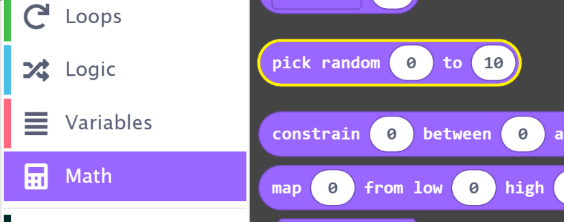 Loops
Logic
Variables
Math
pick random 0 to 10
constrain 0 between 0 a
map 0 from low 0 high